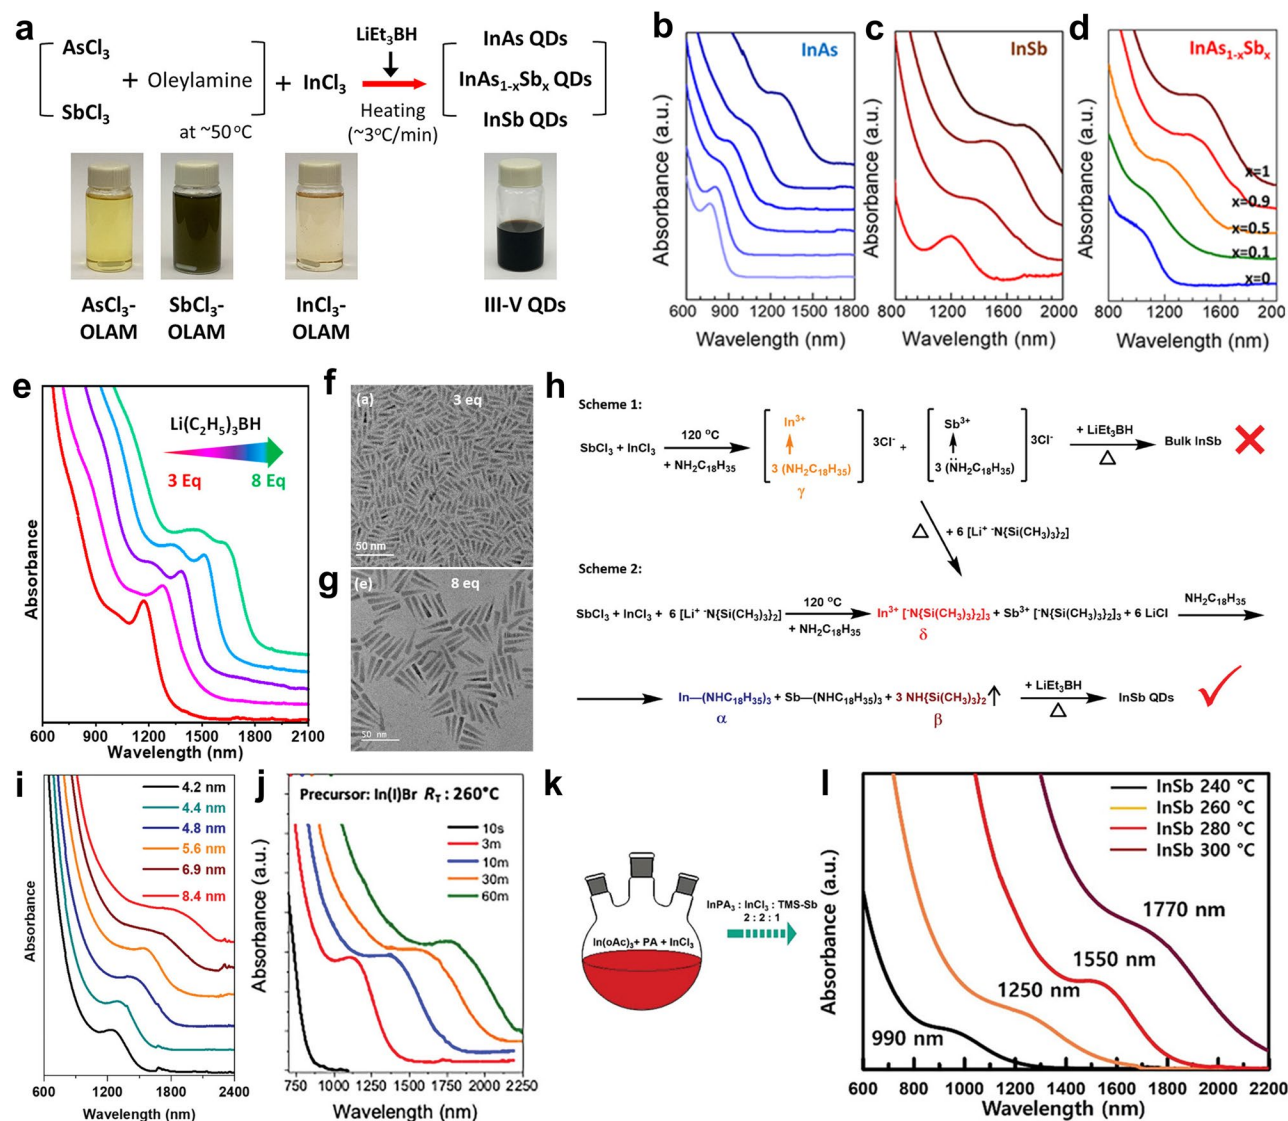 a
AsCl3
SbCl3
+ Oleylamine
at ~50 °C
+ InCl3
LiEt3BH
Heating
(~3°C/min)
InAs QDs
InAs1-xSbx QDs
InSb QDs
AsCl3-
OLAM
SbCl3-
OLAM
InCl3-
OLAM
III-V QDs
b
InAs
Absorbance (a.u.)
600 900 1200 1500 1800
Wavelength (nm)
c
InSb
Absorbance (a.u.)
800 1200 1600 2000
Wavelength (nm)
d
InAs1-xSbx
Absorbance (a.u.)
x=1
x=0.9
x=0.5
x=0.1
x=0
800 1200 1600 200
Wavelength (nm)
e
Li(C2H5)3BH
3 Eq 8 Eq
Absorbance
600 900 1200 1500 1800 2100
Wavelength (nm)
f
(a) 3 eq
50 nm
g
(e) 8 eq
50 nm
h
Scheme 1:
SbCl3 + InCl3
120 °C
+ NH2C18H35
In3+
3 (NH2C18H35)
γ
3Cl-
+
Sb3+
3 (NH2C18H35)
3Cl-
+ LiEt3BH
△
Bulk InSb
△ + 6 [Li+ -N{Si(CH3)3}2]
Scheme 2:
SbCl3 + InCl3 + 6 [Li+ -N{Si(CH3)3}2]
120 °C
+ NH2C18H35
In3+ [-N{Si(CH3)3}2]3 + Sb3+ [-N{Si(CH3)3}2]3 + 6 LiCl
δ
NH2C18H35
In—(NHC18H35)3 + Sb—(NHC18H35)3 + 3 NH{Si(CH3)3}2
α β
+ LiEt3BH
△
InSb QDs
i
4.2 nm
4.4 nm
4.8 nm
5.6 nm
6.9 nm
8.4 nm
Absorbance
600 1200 1800 2400
Wavelength (nm)
j
Precursor: In(I)Br RT : 260°C
10s
3m
10m
30m
60m
Absorbance (a.u.)
750 1000 1250 1500 1750 2000 2250
Wavelength (nm)
k
In(oAc)3+ PA + InCl3
InPA3 : InCl3 : TMS-Sb
2 : 2 : 1
l
InSb 240 °C
InSb 260 °C
InSb 280 °C
InSb 300 °C
1770 nm
1550 nm
1250 nm
990 nm
Absorbance (a.u.)
600 800 1000 1200 1400 1600 1800 2000 2200
Wavelength (nm)